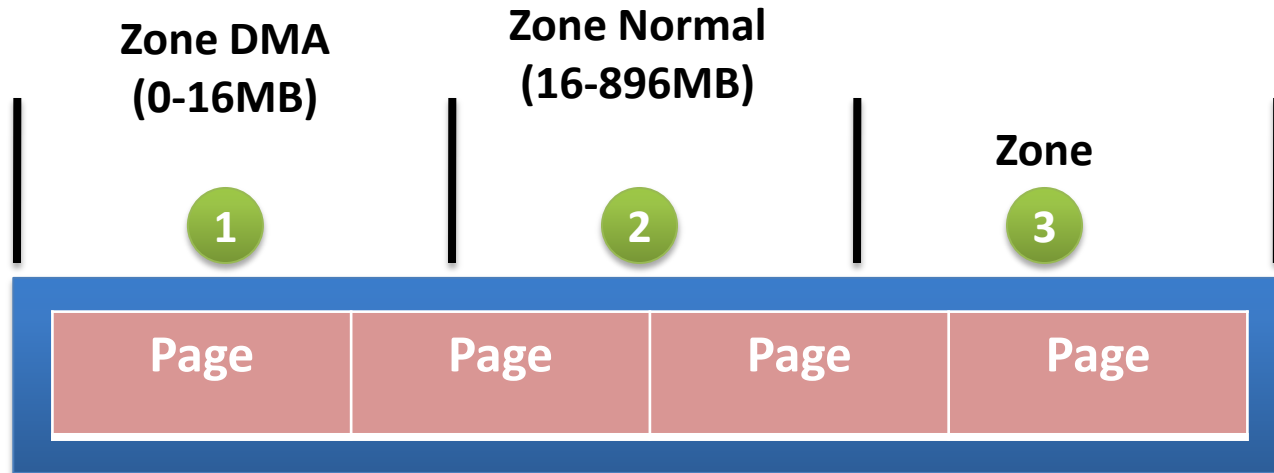 Zone DMA
(0-16MB)
Zone Normal
(16-896MB)
Zone
1
2
3
Page Page Page Page